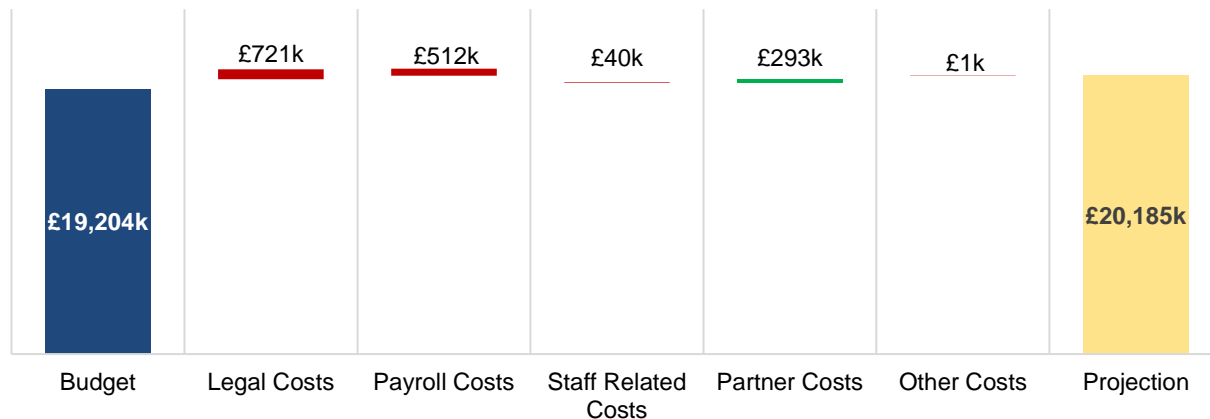 £721k
£512k
£40k
£293k
£1k
£19,204k
£20,185k
Budget
Legal Costs
Payroll Costs
Staff Related
Costs
Partner Costs
Other Costs
Projection